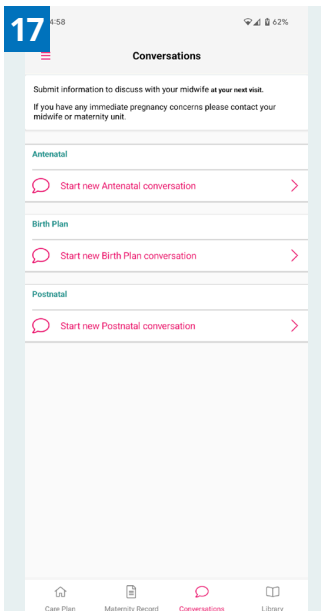 17
4:58
62%
Conversations
Submit information to discuss with your midwife at your next visit.
If you have any immediate pregnancy concerns please contact your
midwife or maternity unit.
Antenatal
Start new Antenatal conversation
Birth Plan
Start new Birth Plan conversation
Postnatal
Start new Postnatal conversation
Care Plan Maternity Record Conversations Library